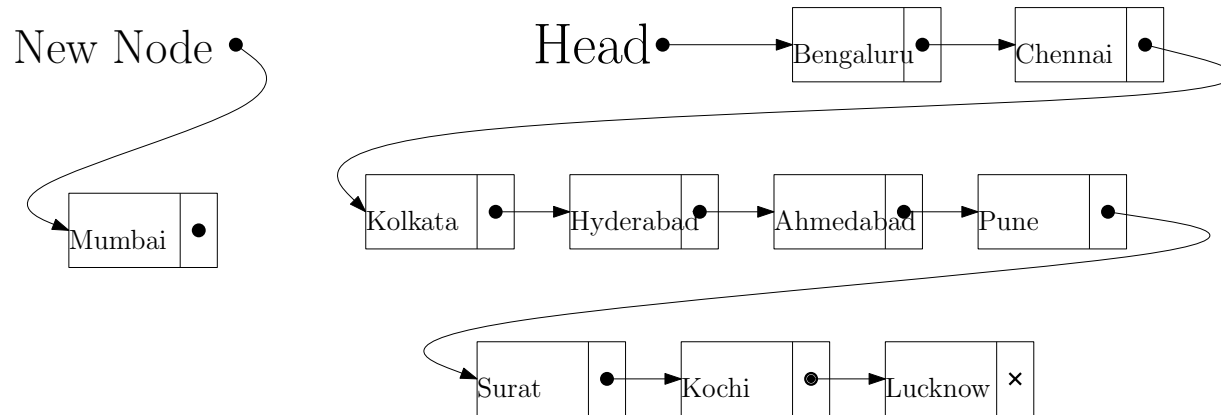 New Node
Head
Bengaluru
Chennai
Mumbai
Kolkata
Hyderabad
Ahmedabad
Pune
Surat
Kochi
Lucknow